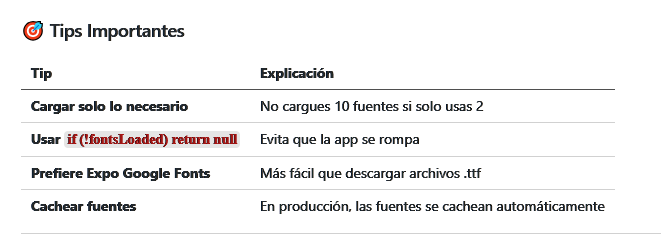 🎯 Tips Importantes
Tip Explicación
Cargar solo lo necesario No cargues 10 fuentes si solo usas 2
Usar if (!fontsLoaded) return null Evita que la app se rompa
Prefiere Expo Google Fonts Más fácil que descargar archivos .ttf
Cachear fuentes En producción, las fuentes se cachean automáticamente